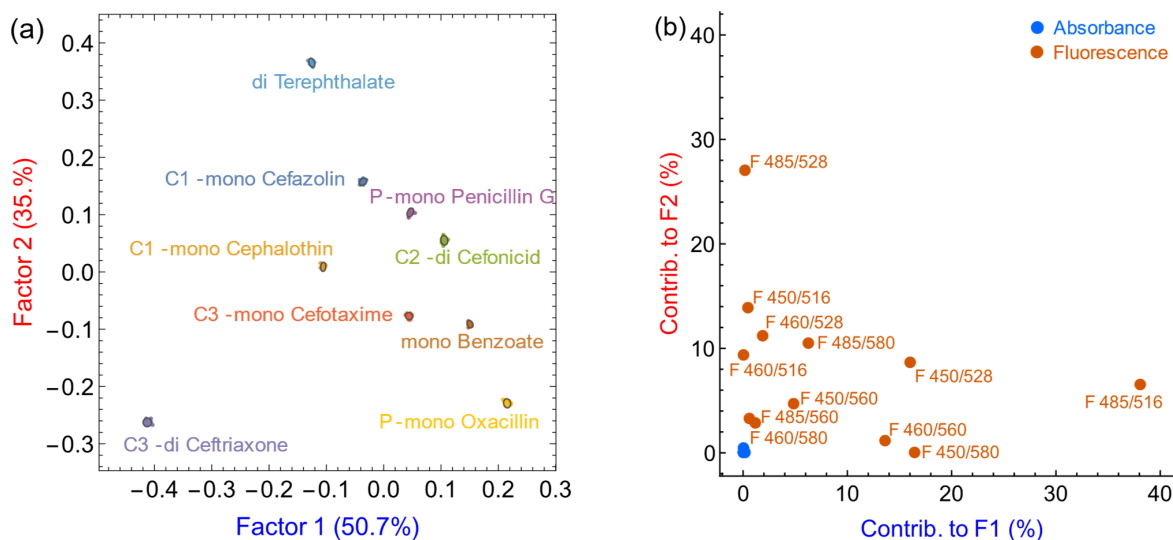 (a)
0.4
0.3
0.2
0.1
0.0
−0.1
−0.2
−0.3
Factor 2 (35.%)
di Terephthalate
C1 -mono Cefazolin
P-mono Penicillin G
C1 -mono Cephalothin
C2 -di Cefonicid
C3 -mono Cefotaxime
mono Benzoate
P-mono Oxacillin
C3 -di Ceftriaxone
−0.4 −0.3 −0.2 −0.1 0.0 0.1 0.2 0.3
Factor 1 (50.7%)
(b)
40
30
20
10
0
Contrib. to F2 (%)
Absorbance
Fluorescence
F 485/528
F 450/516
F 460/528
F 485/580
F 460/516
F 450/528
F 485/516
F 450/560
F 485/560
F 460/560
F 460/580
F 450/580
0 10 20 30 40
Contrib. to F1 (%)